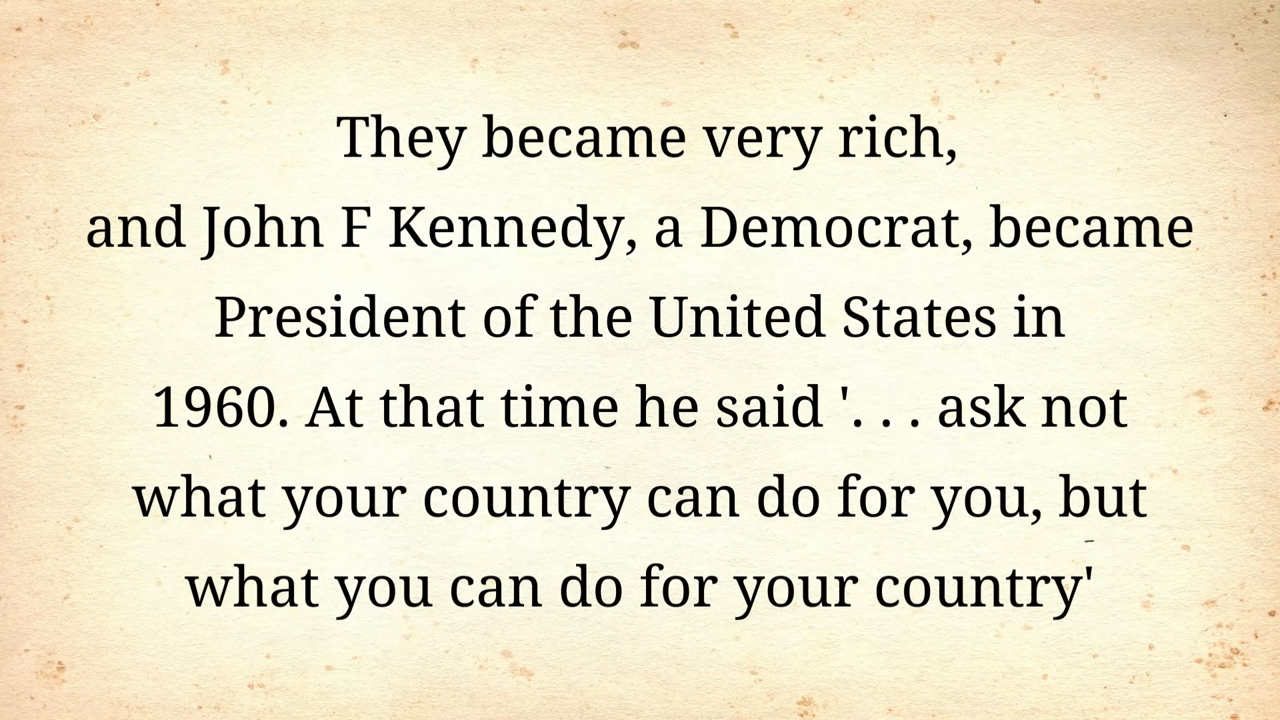 They became very rich,
and John F Kennedy, a Democrat, became
President of the United States in
1960. At that time he said '. . . ask not
what your country can do for you, but
what you can do for your country'